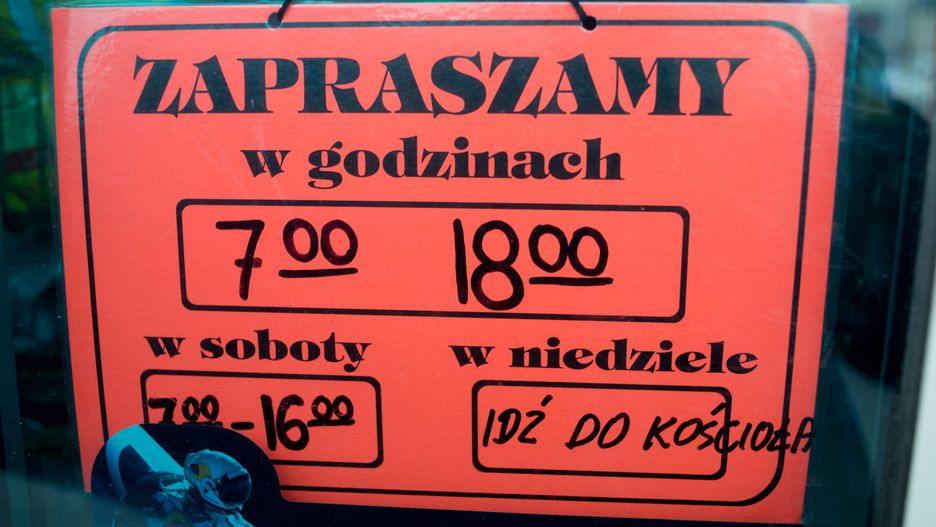 ZAPRASZAMY
w godzinach
7⁰⁰ 18⁰⁰
w soboty
7⁰⁰-16⁰⁰
w niedziele
IDŹ DO KOŚCIOŁA